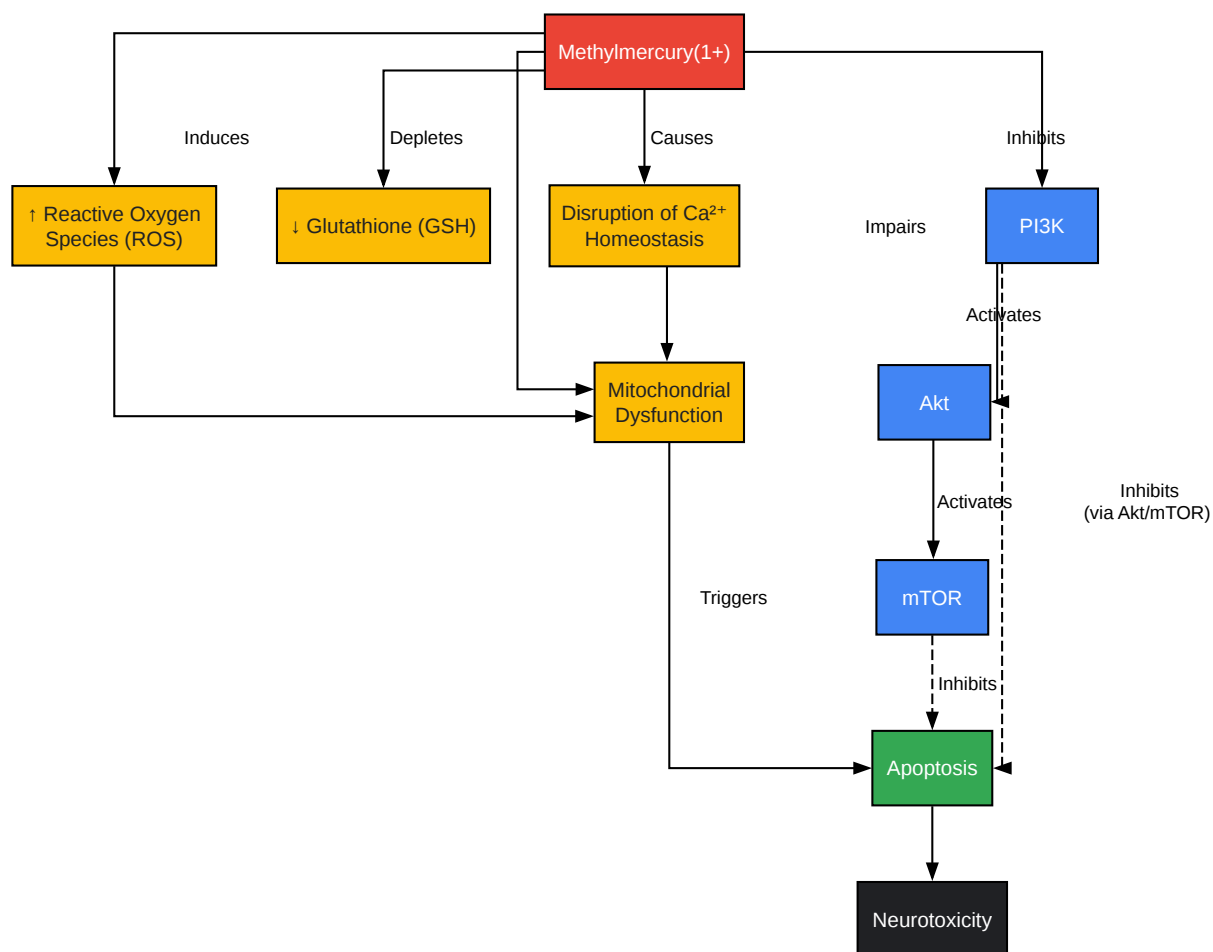 Methylmercury(1+)
Induces
Depletes
Causes
Inhibits
↑ Reactive Oxygen
Species (ROS)
↓ Glutathione (GSH)
Disruption of Ca²⁺
Homeostasis
Impairs
PI3K
Activates
Mitochondrial
Dysfunction
Akt
Activates
Inhibits
(via Akt/mTOR)
Triggers
mTOR
Inhibits
Apoptosis
Neurotoxicity